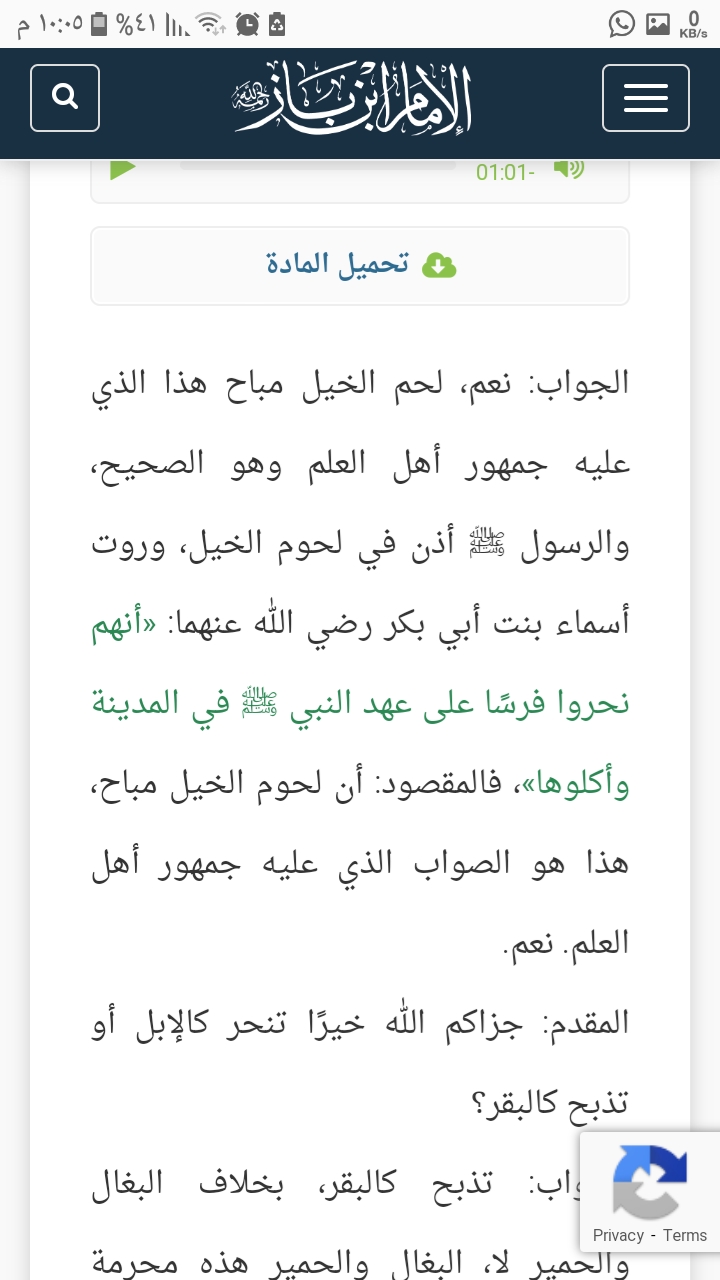 م ١٠:٠٥ %٤١ 0 KB/s
الإمام ابن باز رحمه الله
01:01-
تحميل المادة
الجواب: نعم، لحم الخيل مباح هذا الذي
عليه جمهور أهل العلم وهو الصحيح،
والرسول ﷺ أذن في لحوم الخيل، وروت
أسماء بنت أبي بكر رضي الله عنهما: «أنهم
نحروا فرسًا على عهد النبي ﷺ في المدينة
وأكلوها»، فالمقصود: أن لحوم الخيل مباح،
هذا هو الصواب الذي عليه جمهور أهل
العلم. نعم.
المقدم: جزاكم الله خيرًا تنحر كالإبل أو
تذبح كالبقر؟
واب: تذبح كالبقر، بخلاف البغال
والحمير لا، البغال والحمير هذه محرمة
Privacy - Terms